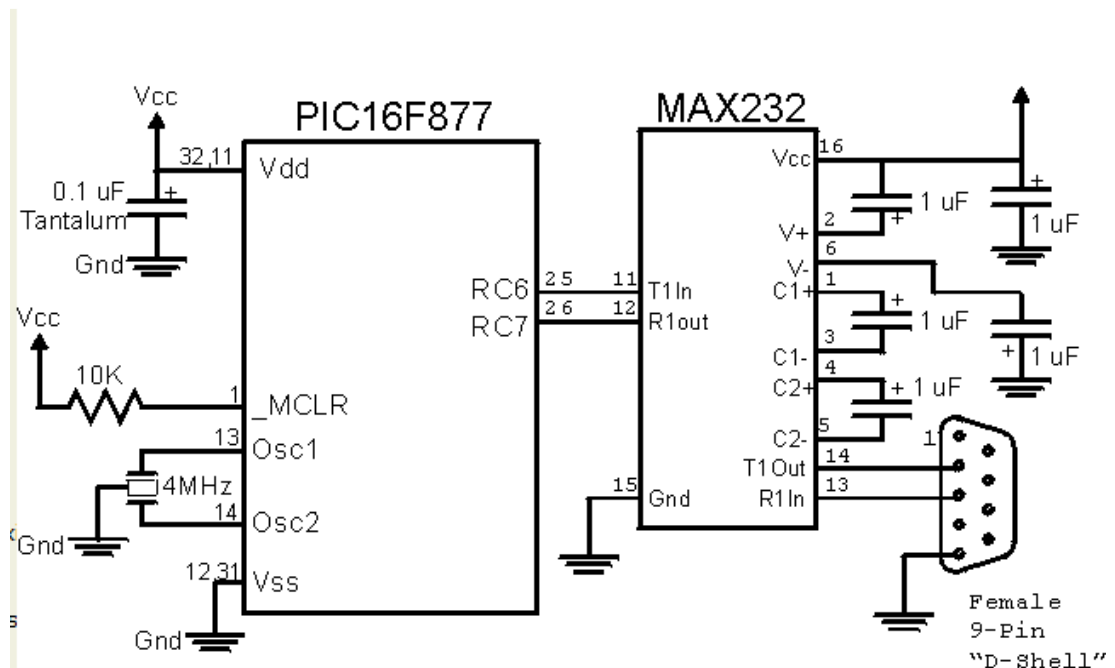 Vcc
PIC16F877
MAX232
32,11
Vdd
0.1 uF
Tantalum
+
Gnd
Vcc
10K
1
_MCLR
13
Osc1
4MHz
14
Osc2
Gnd
12,31
Vss
Gnd
RC6
25
11
T1In
RC7
26
12
R1out
Vcc
16
+
1 uF
+
1 uF
V+
2
V-
6
C1+
1
+
1 uF
C1-
3
+
1 uF
C2+
4
+
1 uF
C2-
5
T1Out
14
R1In
13
15
Gnd
Female
9-Pin
“D-Shell”